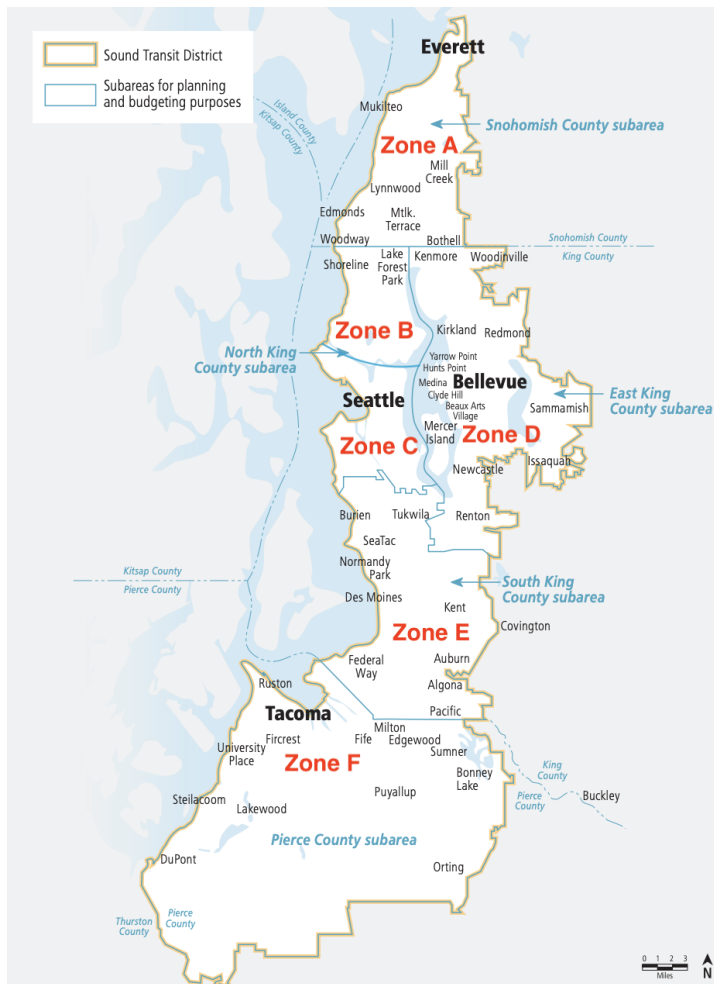 Sound Transit District
Subareas for planning
and budgeting purposes
Everett
Island County
Kitsap County
Mukilteo
Snohomish County subarea
Zone A
Mill
Creek
Lynnwood
Edmonds
Mtlk.
Terrace
Woodway
Bothell
Snohomish County
King County
Shoreline
Lake
Forest
Park
Kenmore
Woodinville
Zone B
Kirkland
Redmond
North King
County subarea
Yarrow Point
Hunts Point
Medina
Bellevue
Clyde Hill
Beaux Arts
Village
East King
County subarea
Seattle
Sammamish
Mercer
Island
Zone C
Zone D
Newcastle
Issaquah
Burien
Tukwila
Renton
SeaTac
Normandy
Park
Kitsap County
Pierce County
South King
County subarea
Des Moines
Kent
Zone E
Covington
Federal
Way
Auburn
Ruston
Algona
Tacoma
Pacific
Milton
Fircrest
Fife
Edgewood
University
Place
Sumner
Zone F
Bonney
Lake
King
County
Pierce
County
Buckley
Puyallup
Steilacoom
Lakewood
Pierce County subarea
DuPont
Orting
Thurston
County
Pierce
County
0 1 2 3
Miles
N